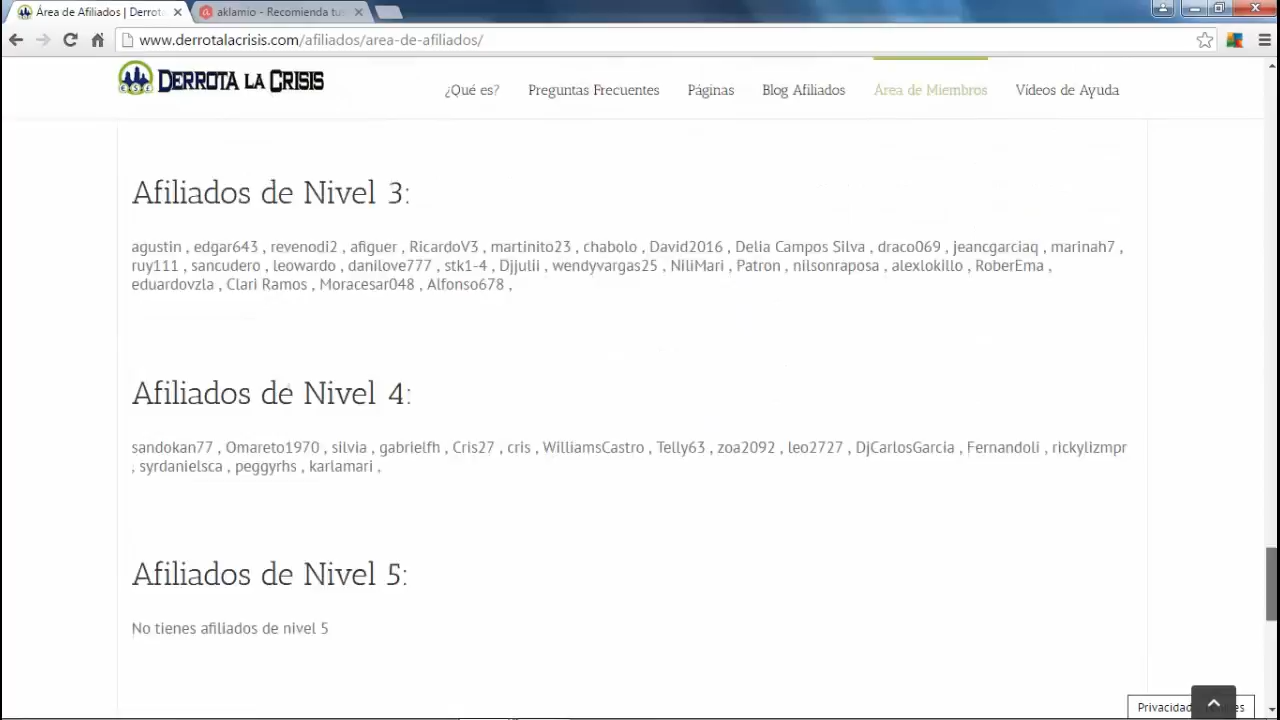 Área de Afiliados | Derrot
aklamio - Recomienda tu
www.derrotalacrisis.com/afiliados/area-de-afiliados/
DERROTA LA CRISIS
¿Qué es?
Preguntas Frecuentes
Páginas
Blog Afiliados
Área de Miembros
Vídeos de Ayuda
Afiliados de Nivel 3:
agustin , edgar643 , revenodi2 , afiguer , RicardoV3 , martinito23 , chabolo , David2016 , Delia Campos Silva , draco069 , jeancgarciaq , marinah7 ,
ruy111 , sancudero , leowardo , danilove777 , stk1-4 , Djjulii , wendyvargas25 , NiliMari , Patron , nilsonraposa , alexlokillo , RoberEma ,
eduardovzla , Clari Ramos , Moracesar048 , Alfonso678 ,
Afiliados de Nivel 4:
sandokan77 , Omareto1970 , silvia , gabrielfh , Cris27 , cris , WilliamsCastro , Telly63 , zoa2092 , leo2727 , DjCarlosGarcia , Fernandoli , rickylizmpr
, syrdanielsca , peggyrhs , karlamari ,
Afiliados de Nivel 5:
No tienes afiliados de nivel 5
Privacidad